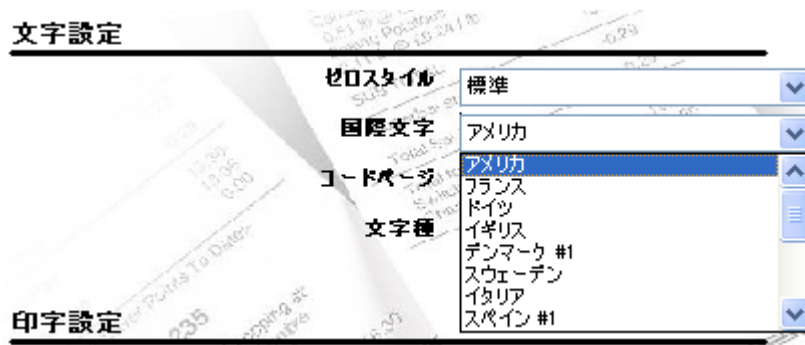 文字設定
ゼロスタイル 標準
国際文字 アメリカ
コードページ
文字種
アメリカ
フランス
ドイツ
イギリス
デンマーク #1
スウェーデン
イタリア
スペイン #1
印字設定